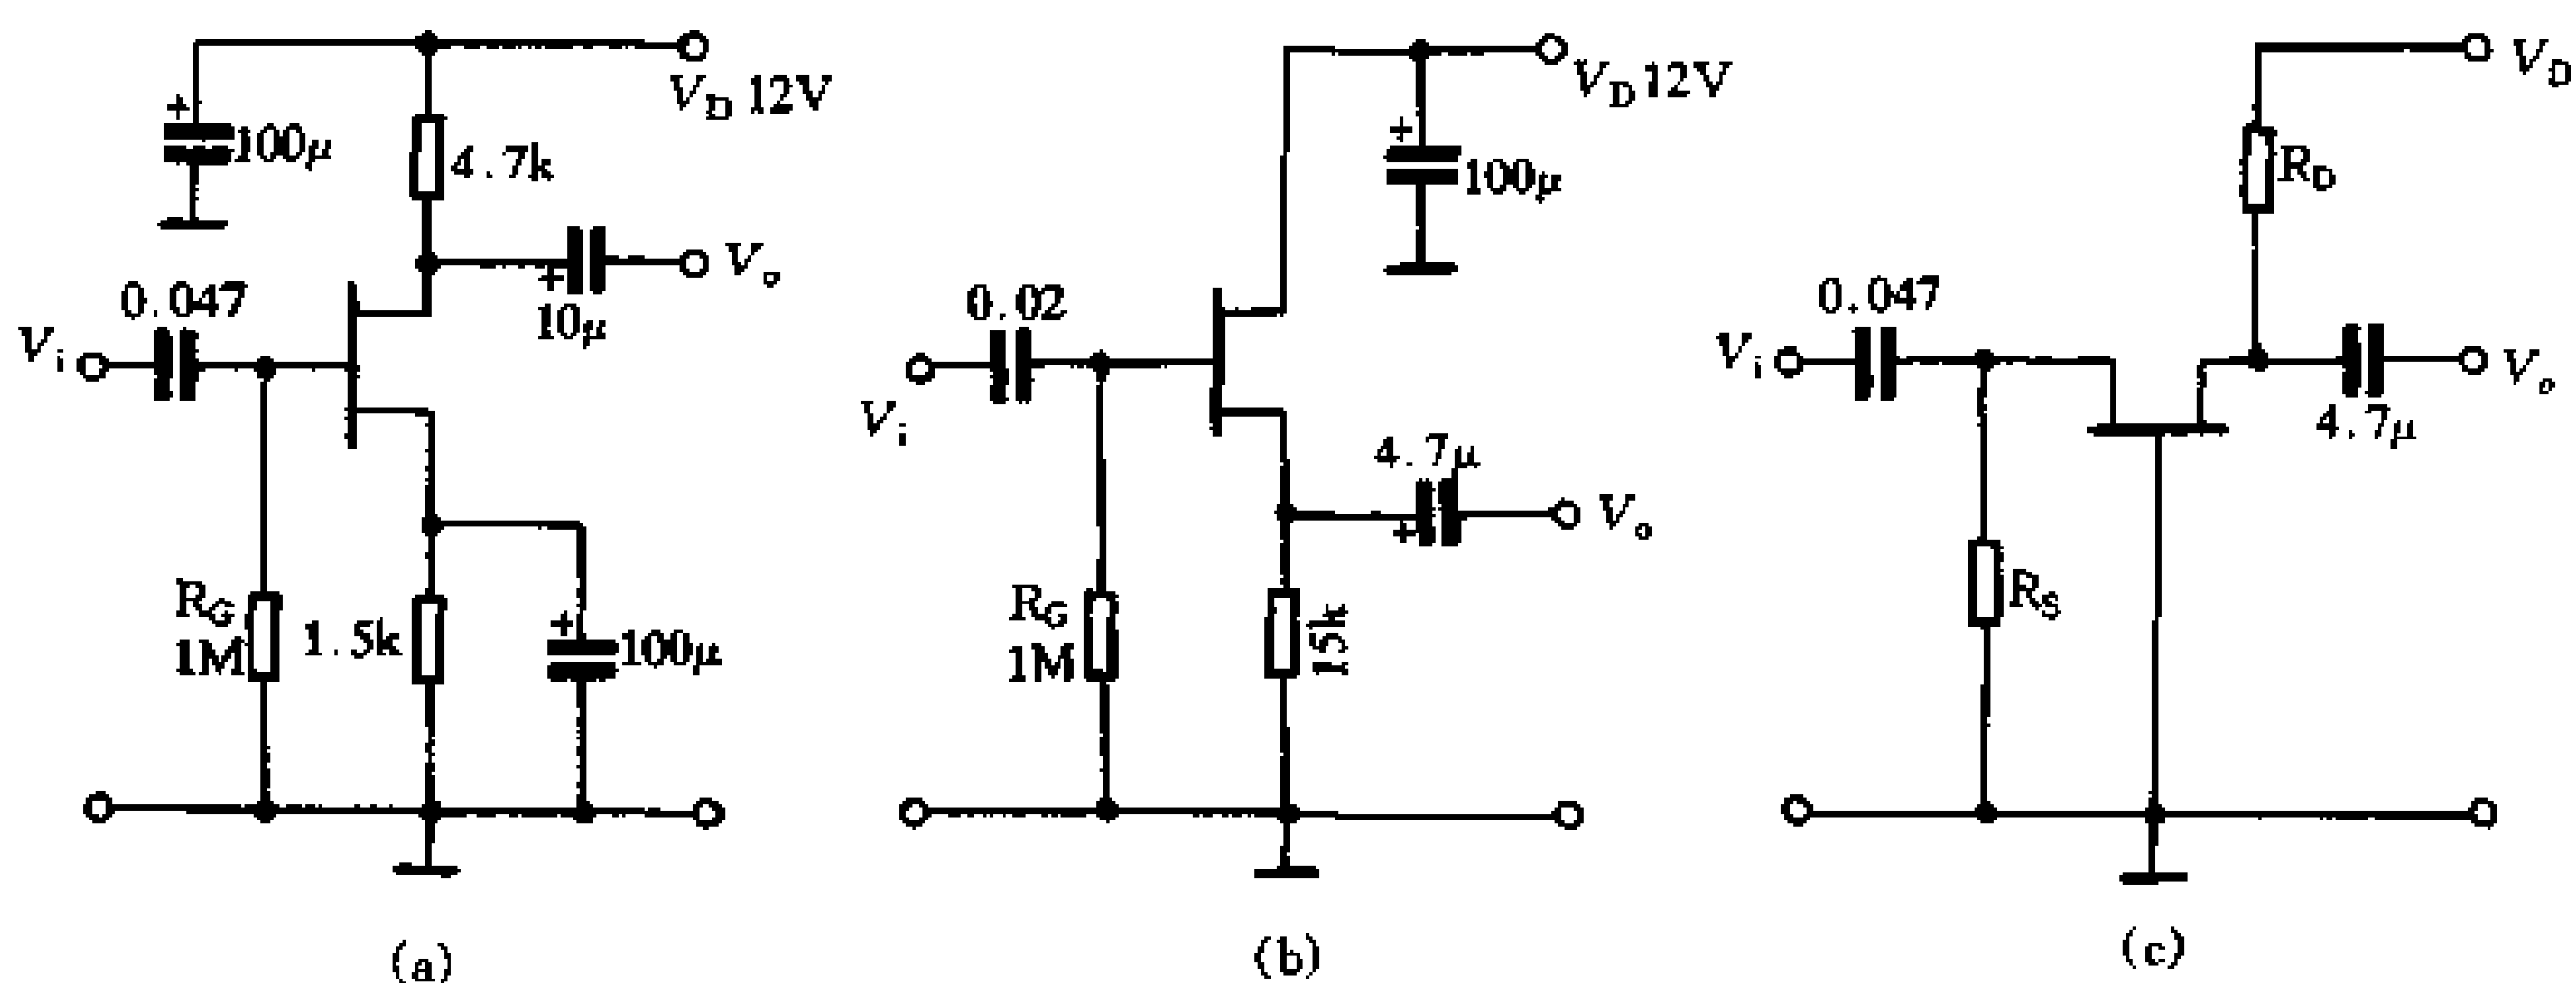 V_D 12V
100μ
4.7k
V_o
10μ
0.047
V_i
R_G
1M
1.5k
100μ
(a)
V_D 12V
100μ
0.02
V_i
4.7μ
V_o
R_G
1M
15k
(b)
V_D
R_D
0.047
V_i
V_o
4.7μ
R_S
(c)